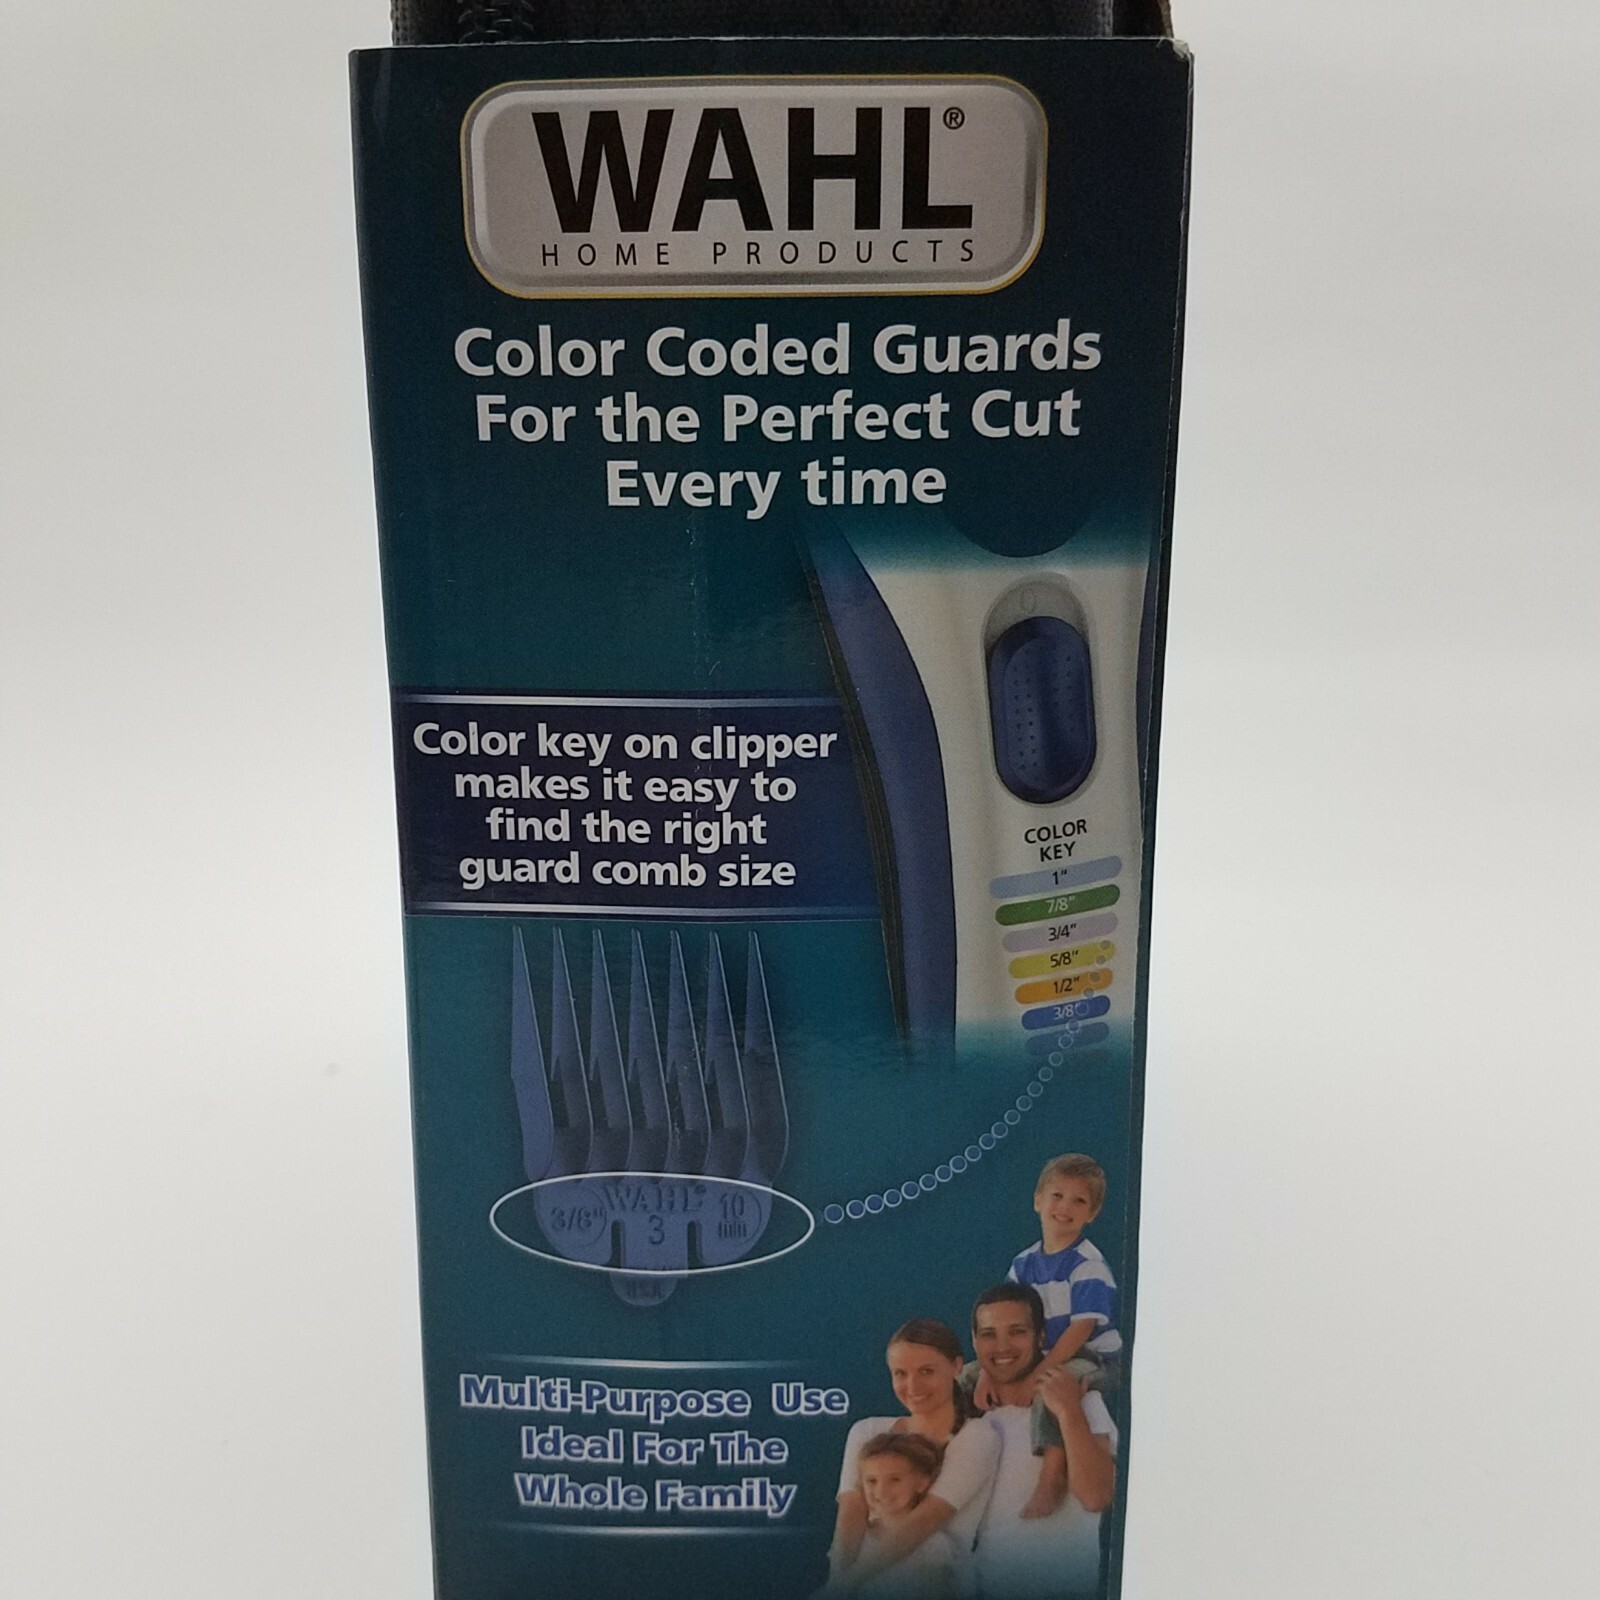 WAHL®
HOME PRODUCTS
Color Coded Guards
For the Perfect Cut
Every time
Color key on clipper
makes it easy to
find the right
guard comb size
COLOR
KEY
1"
7/8"
3/4"
5/8"
1/2"
3/8"
3/8" WAHL® 10
3 mm
USA
Multi-Purpose Use
Ideal For The
Whole Family